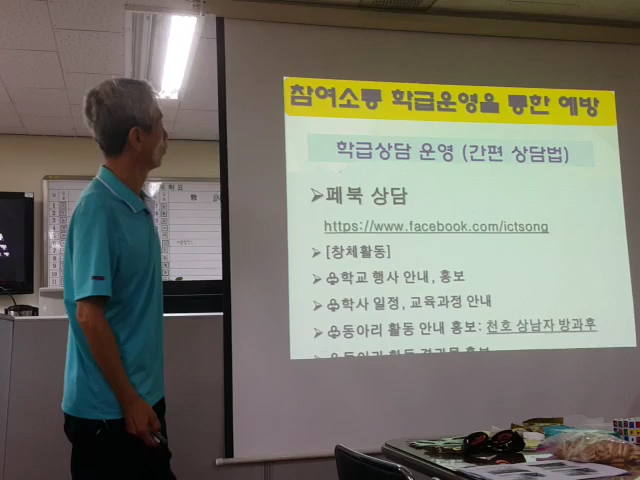 참여소통 학급운영을 통한 예방
학급상담 운영 (간편 상담법)
➢페북 상담
https://www.facebook.com/ictsong
➢ [창체활동]
➢ ♧학교 행사 안내, 홍보
➢ ♧학사 일정, 교육과정 안내
➢ ♧동아리 활동 안내 홍보: 천호 상남자 방과후